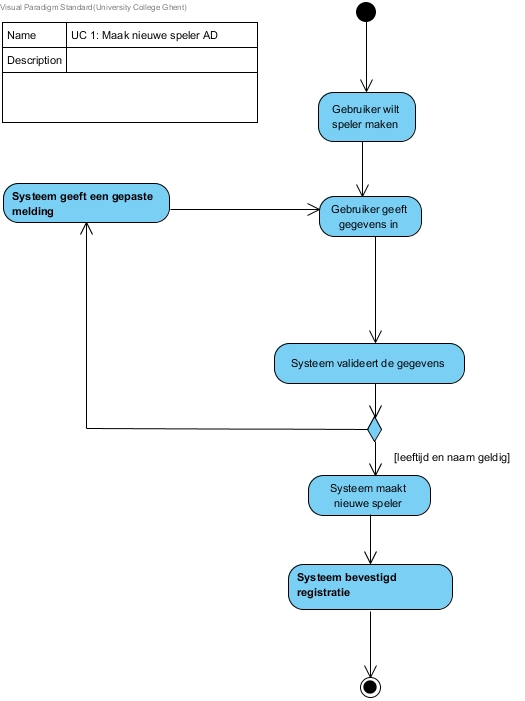 Visual Paradigm Standard(University College Ghent)
Name
UC 1: Maak nieuwe speler AD
Description
Gebruiker wilt
speler maken
Systeem geeft een gepaste
melding
Gebruiker geeft
gegevens in
Systeem valideert de gegevens
[leeftijd en naam geldig]
Systeem maakt
nieuwe speler
Systeem bevestigd
registratie